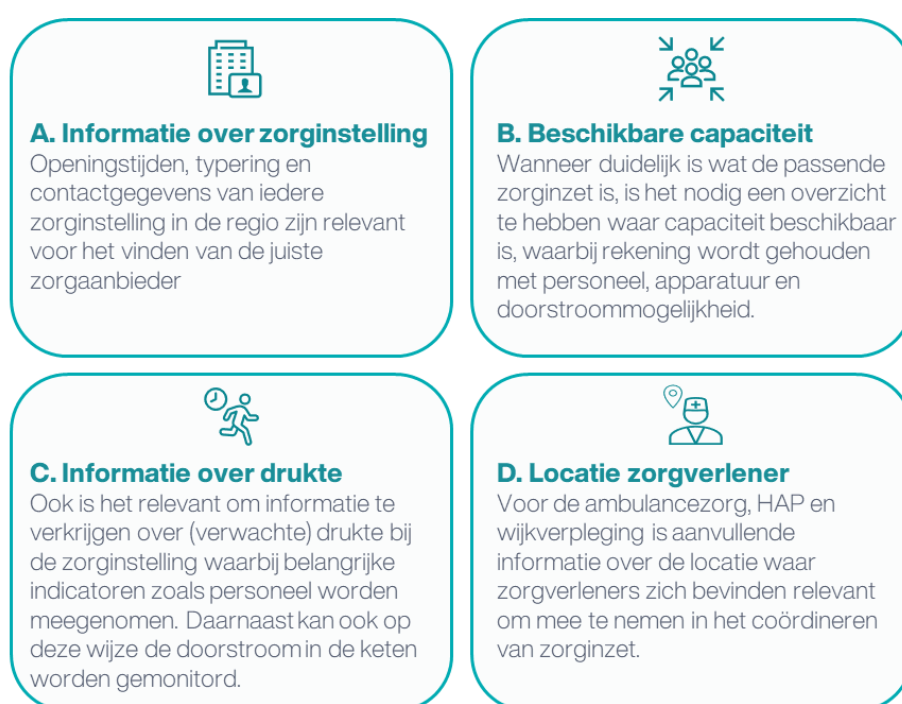 A. Informatie over zorginstelling
Openingstijden, typering en
contactgegevens van iedere
zorginstelling in de regio zijn relevant
voor het vinden van de juiste
zorgaanbieder
B. Beschikbare capaciteit
Wanneer duidelijk is wat de passende
zorginzet is, is het nodig een overzicht
te hebben waar capaciteit beschikbaar
is, waarbij rekening wordt gehouden
met personeel, apparatuur en
doorstroommogelijkheid.
C. Informatie over drukte
Ook is het relevant om informatie te
verkrijgen over (verwachte) drukte bij
de zorginstelling waarbij belangrijke
indicatoren zoals personeel worden
meegenomen. Daarnaast kan ook op
deze wijze de doorstroom in de keten
worden gemonitord.
D. Locatie zorgverlener
Voor de ambulancezorg, HAP en
wijkverpleging is aanvullende
informatie over de locatie waar
zorgverleners zich bevinden relevant
om mee te nemen in het coördineren
van zorginzet.